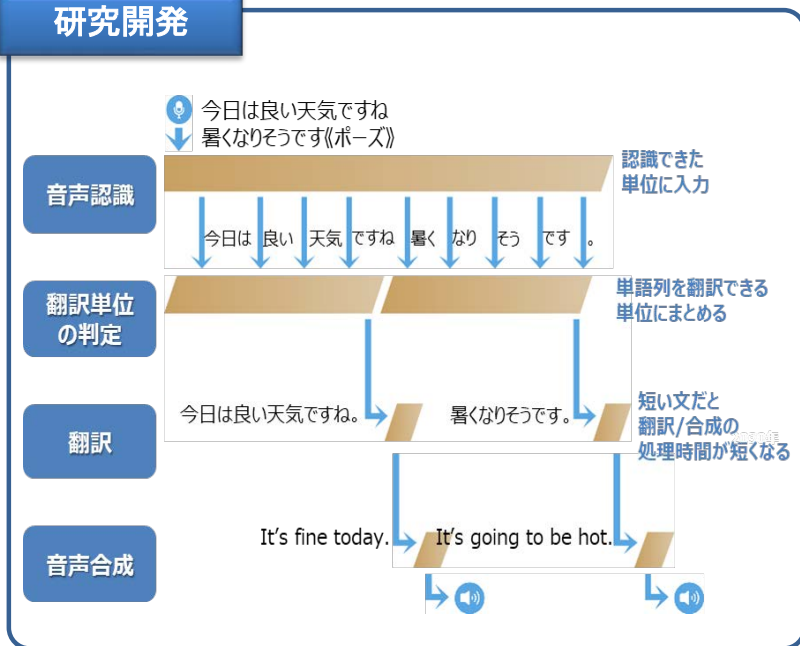 研究開発
今日は良い天気ですね
暑くなりそうです《ポーズ》
音声認識
認識できた
単位に入力
今日は 良い 天気 ですね 暑く なり そう です 。
翻訳単位
の判定
単語列を翻訳できる
単位にまとめる
今日は良い天気ですね。 暑くなりそうです。
翻訳
短い文だと
翻訳/合成の
処理時間が短くなる
It's fine today. It's going to be hot.
音声合成